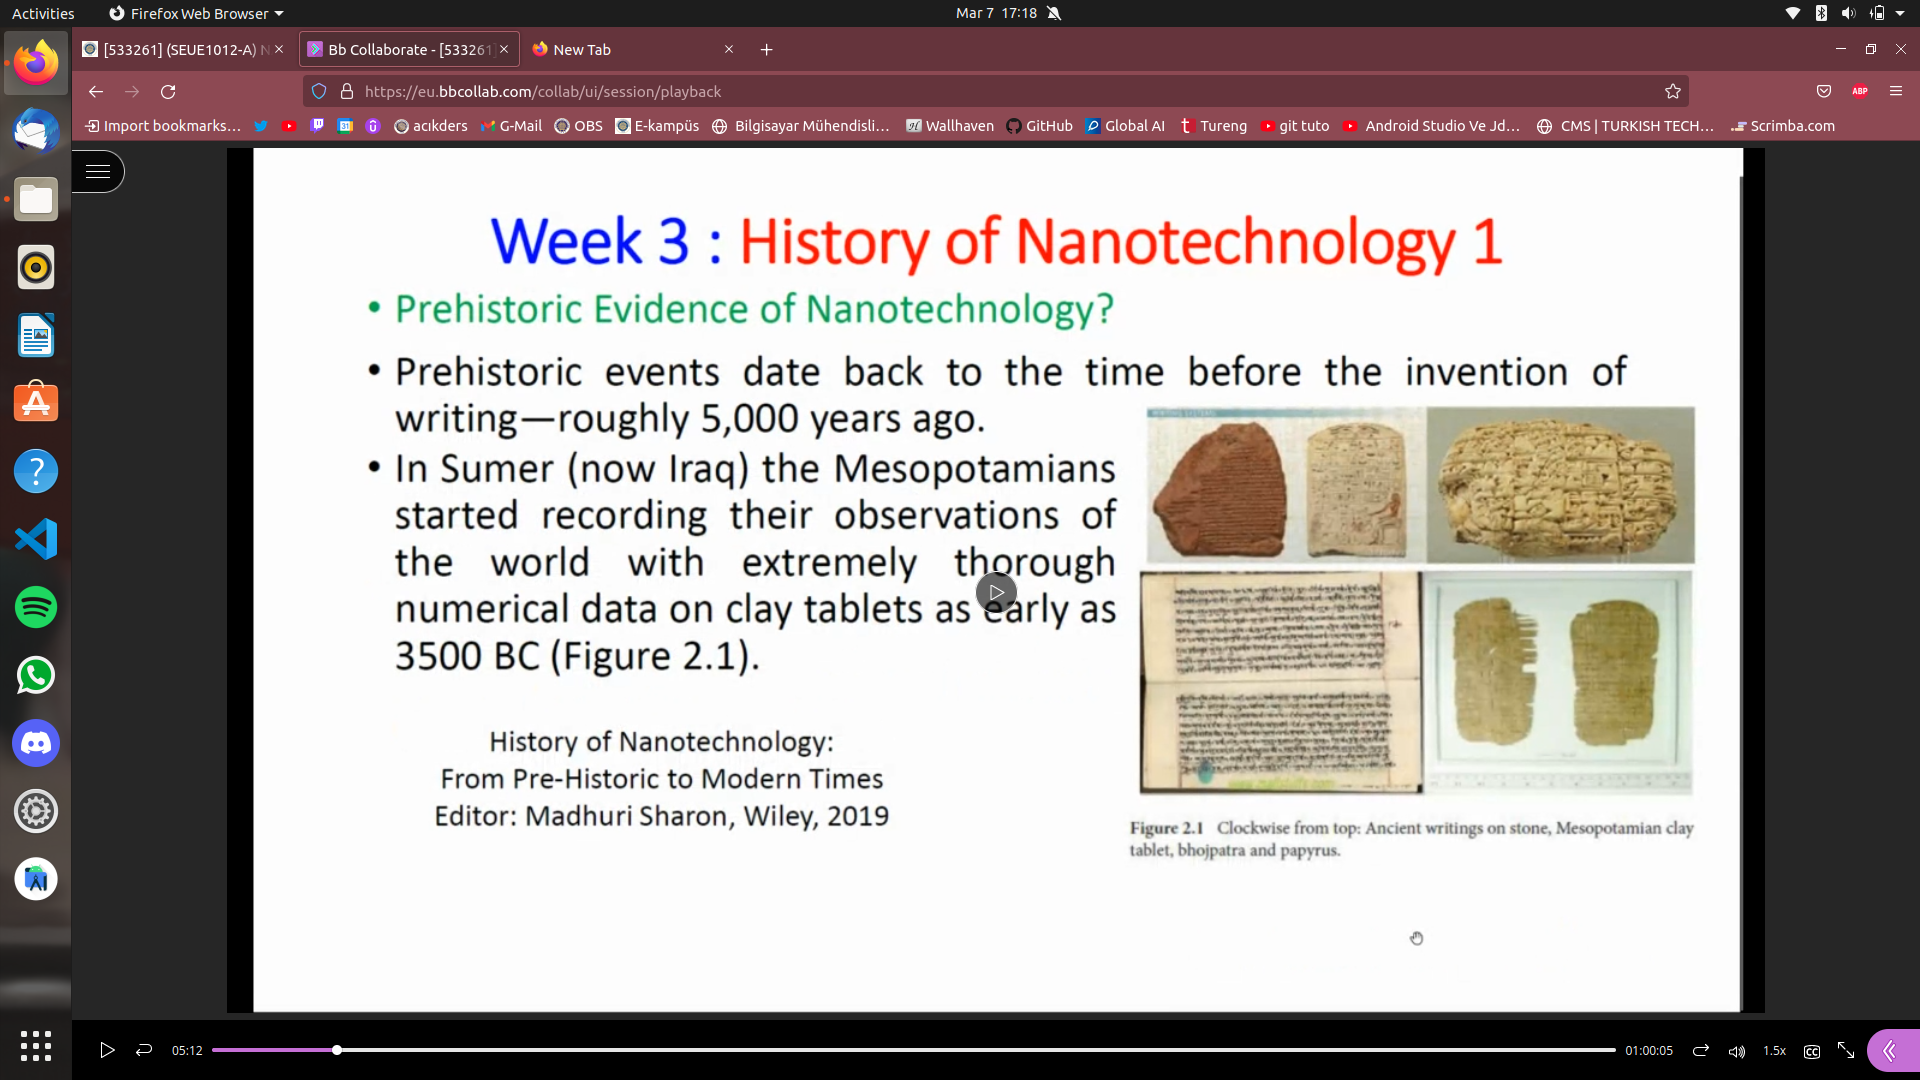 Activities
Firefox Web Browser
Mar 7 17:18
[533261] (SEUE1012-A) N
Bb Collaborate - [533261]
New Tab
https://eu.bbcollab.com/collab/ui/session/playback
ABP
Import bookmarks...
31
acıkders
G-Mail
OBS
E-kampüs
Bilgisayar Mühendisli...
Wallhaven
GitHub
Global AI
Tureng
git tuto
Android Studio Ve Jd...
CMS | TURKISH TECH...
Scrimba.com
Week 3 : History of Nanotechnology 1
• Prehistoric Evidence of Nanotechnology?
• Prehistoric events date back to the time before the invention of
writing—roughly 5,000 years ago.
• In Sumer (now Iraq) the Mesopotamians
started recording their observations of
the world with extremely thorough
numerical data on clay tablets as early as
3500 BC (Figure 2.1).
WRITING SYSTEMS
History of Nanotechnology:
From Pre-Historic to Modern Times
Editor: Madhuri Sharon, Wiley, 2019
Figure 2.1 Clockwise from top: Ancient writings on stone, Mesopotamian clay
tablet, bhojpatra and papyrus.
05:12
01:00:05
1.5x
CC